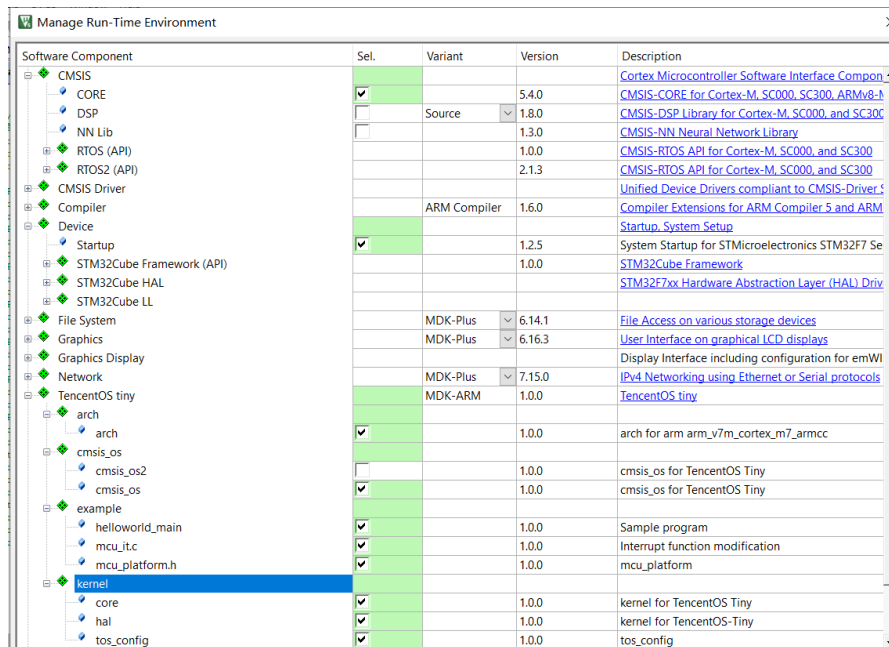 Manage Run-Time Environment
Software Component Sel. Variant Version Description
CMSIS Cortex Microcontroller Software Interface Compon
CORE 5.4.0 CMSIS-CORE for Cortex-M, SC000, SC300, ARMv8-M
DSP Source 1.8.0 CMSIS-DSP Library for Cortex-M, SC000, and SC300
NN Lib 1.3.0 CMSIS-NN Neural Network Library
RTOS (API) 1.0.0 CMSIS-RTOS API for Cortex-M, SC000, and SC300
RTOS2 (API) 2.1.3 CMSIS-RTOS API for Cortex-M, SC000, and SC300
CMSIS Driver Unified Device Drivers compliant to CMSIS-Driver S
Compiler ARM Compiler 1.6.0 Compiler Extensions for ARM Compiler 5 and ARM
Device Startup, System Setup
Startup 1.2.5 System Startup for STMicroelectronics STM32F7 Se
STM32Cube Framework (API) 1.0.0 STM32Cube Framework
STM32Cube HAL STM32F7xx Hardware Abstraction Layer (HAL) Driv
STM32Cube LL
File System MDK-Plus 6.14.1 File Access on various storage devices
Graphics MDK-Plus 6.16.3 User Interface on graphical LCD displays
Graphics Display Display Interface including configuration for emWI
Network MDK-Plus 7.15.0 IPv4 Networking using Ethernet or Serial protocols
TencentOS tiny MDK-ARM 1.0.0 TencentOS tiny
arch
arch 1.0.0 arch for arm arm_v7m_cortex_m7_armcc
cmsis_os
cmsis_os2 1.0.0 cmsis_os for TencentOS Tiny
cmsis_os 1.0.0 cmsis_os for TencentOS Tiny
example
helloworld_main 1.0.0 Sample program
mcu_it.c 1.0.0 Interrupt function modification
mcu_platform.h 1.0.0 mcu_platform
kernel
core 1.0.0 kernel for TencentOS Tiny
hal 1.0.0 kernel for TencentOS-Tiny
tos_config 1.0.0 tos_config